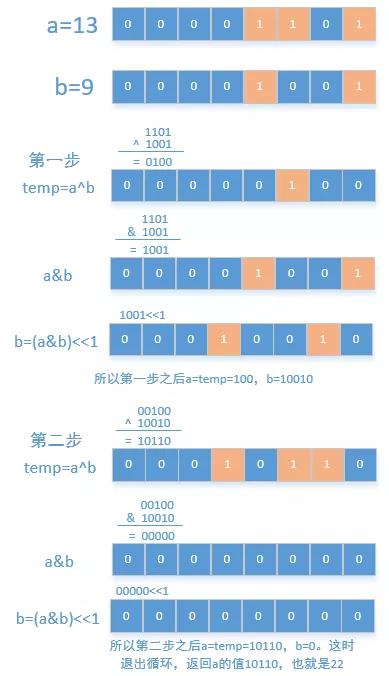 a=13 0 0 0 0 1 1 0 1
b=9 0 0 0 0 1 0 0 1
1101
^ 1001
= 0100
第一步
temp=a^b 0 0 0 0 0 1 0 0
1101
& 1001
= 1001
a&b 0 0 0 0 1 0 0 1
1001<<1
b=(a&b)<<1 0 0 0 1 0 0 1 0
所以第一步之后a=temp=100，b=10010
00100
^ 10010
= 10110
第二步
temp=a^b 0 0 0 1 0 1 1 0
00100
& 10010
= 00000
a&b 0 0 0 0 0 0 0 0
00000<<1
b=(a&b)<<1 0 0 0 0 0 0 0 0
所以第二步之后a=temp=10110，b=0。这时
退出循环，返回a的值10110，也就是22